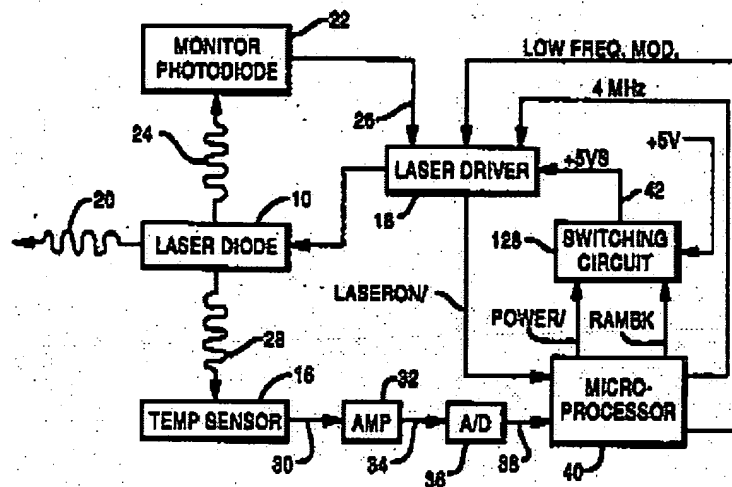 22
MONITOR
PHOTODIODE
LOW FREQ. MOD.
4 MHz
24
26
+5V
+5VS
LASER DRIVER
20
10
18
42
LASER DIODE
128
SWITCHING
CIRCUIT
LASERON/
28
POWER/
RAMBK
16
32
MICRO-
PROCESSOR
TEMP SENSOR
AMP
A/D
30
34
36
38
40